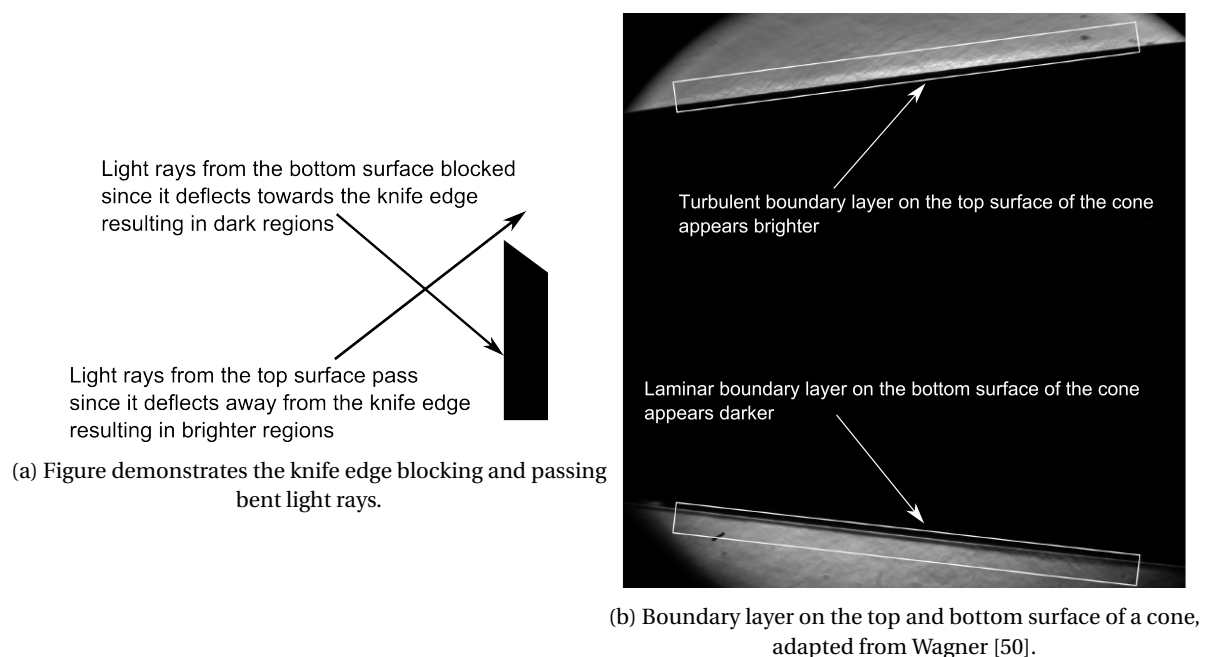 Light rays from the bottom surface blocked
since it deflects towards the knife edge
resulting in dark regions
Light rays from the top surface pass
since it deflects away from the knife edge
resulting in brighter regions
(a) Figure demonstrates the knife edge blocking and passing
bent light rays.
Turbulent boundary layer on the top surface of the cone
appears brighter
Laminar boundary layer on the bottom surface of the cone
appears darker
(b) Boundary layer on the top and bottom surface of a cone,
adapted from Wagner [50].